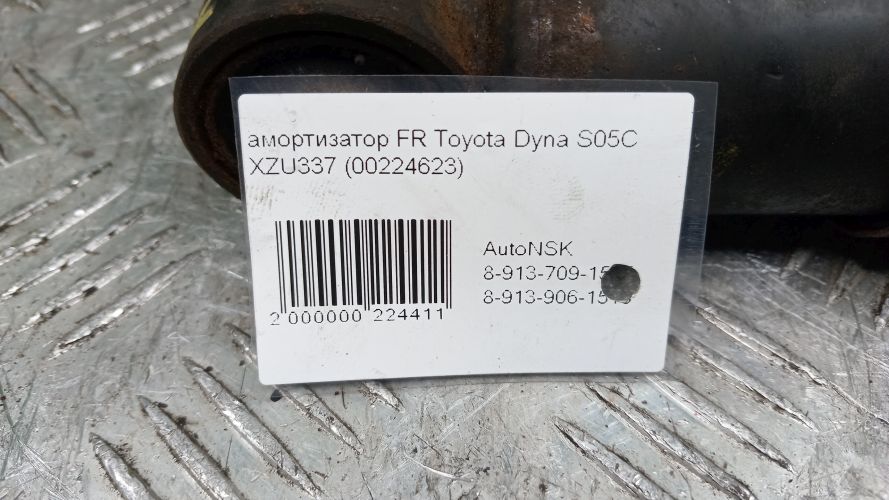 амортизатор FR Toyota Dyna S05C
XZU337 (00224623)
AutoNSK
2 000000 224411